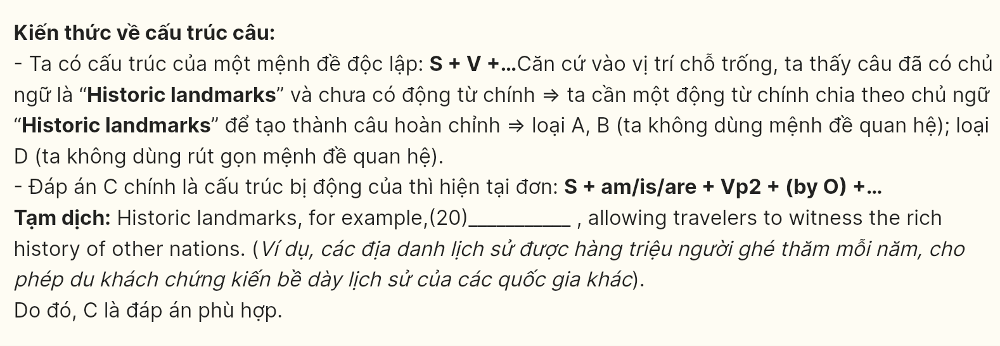 Kiến thức về cấu trúc câu:
- Ta có cấu trúc của một mệnh đề độc lập: S + V +...Căn cứ vào vị trí chỗ trống, ta thấy câu đã có chủ
ngữ là “Historic landmarks” và chưa có động từ chính ⇒ ta cần một động từ chính chia theo chủ ngữ
“Historic landmarks” để tạo thành câu hoàn chỉnh ⇒ loại A, B (ta không dùng mệnh đề quan hệ); loại
D (ta không dùng rút gọn mệnh đề quan hệ).
- Đáp án C chính là cấu trúc bị động của thì hiện tại đơn: S + am/is/are + Vp2 + (by O) +...
Tạm dịch: Historic landmarks, for example,(20)___________ , allowing travelers to witness the rich
history of other nations. (Ví dụ, các địa danh lịch sử được hàng triệu người ghé thăm mỗi năm, cho
phép du khách chứng kiến bề dày lịch sử của các quốc gia khác).
Do đó, C là đáp án phù hợp.